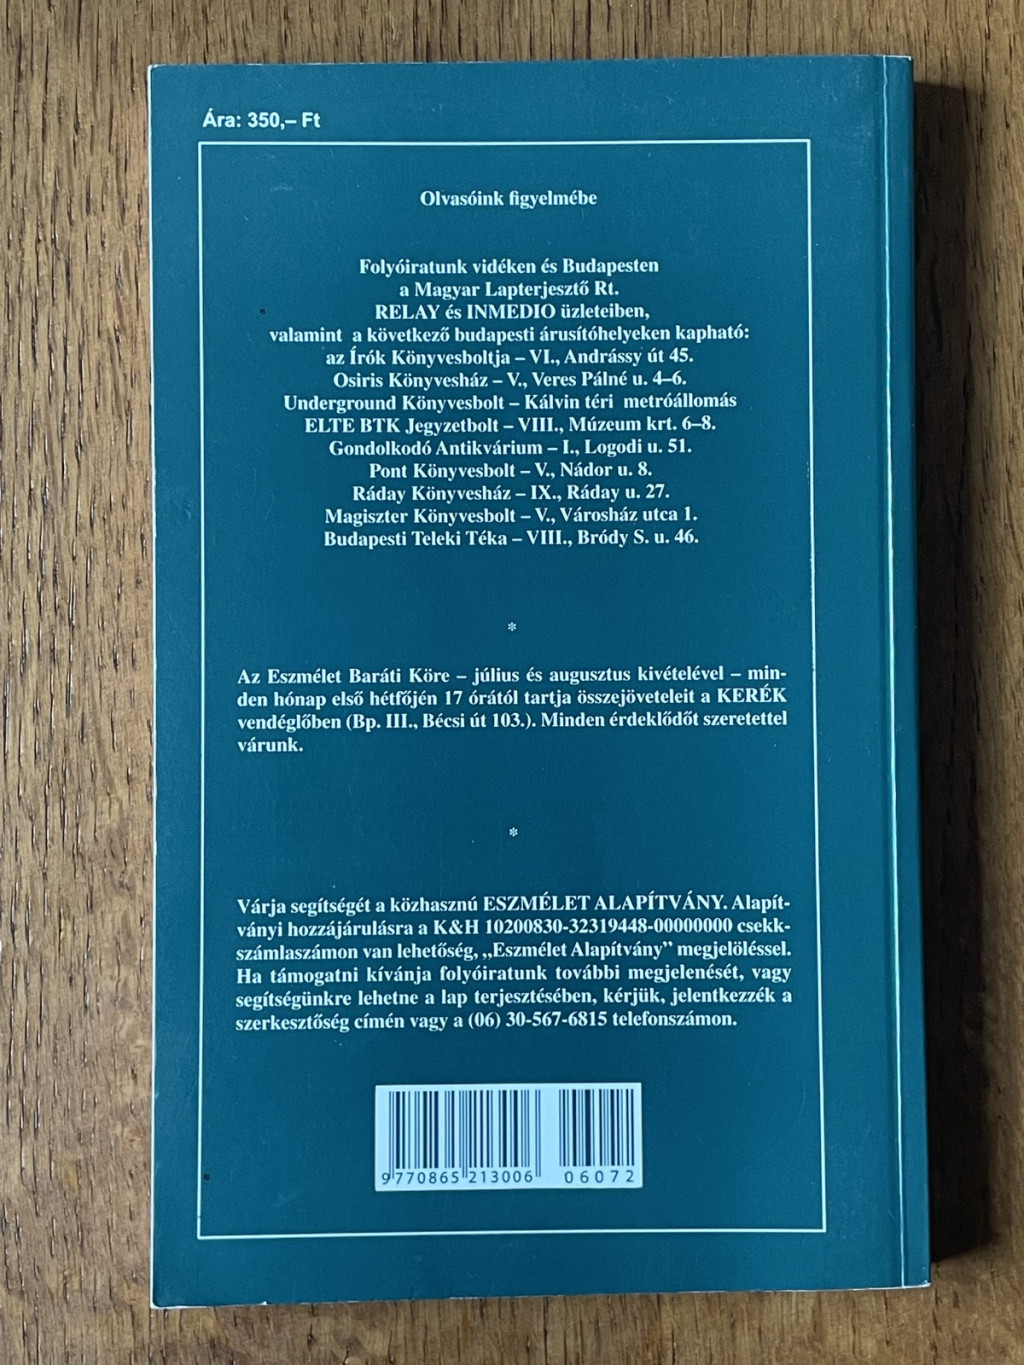 Ára: 350,– Ft
Olvasóink figyelmébe
Folyóiratunk vidéken és Budapesten
a Magyar Lapterjesztő Rt.
RELAY és INMEDIO üzleteiben,
valamint a következő budapesti árusítóhelyeken kapható:
az Írók Könyvesboltja – VI., Andrássy út 45.
Osiris Könyvesház – V., Veres Pálné u. 4–6.
Underground Könyvesbolt – Kálvin téri metróállomás
ELTE BTK Jegyzetbolt – VIII., Múzeum krt. 6–8.
Gondolkodó Antikvárium – I., Logodi u. 51.
Pont Könyvesbolt – V., Nádor u. 8.
Ráday Könyvesház – IX., Ráday u. 27.
Magiszter Könyvesbolt – V., Városház utca 1.
Budapesti Teleki Téka – VIII., Bródy S. u. 46.
*
Az Eszmélet Baráti Köre – július és augusztus kivételével – min-
den hónap első hétfőjén 17 órától tartja összejöveteleit a KERÉK
vendéglőben (Bp. III., Bécsi út 103.). Minden érdeklődőt szeretettel
várunk.
*
Várja segítségét a közhasznú ESZMÉLET ALAPÍTVÁNY. Alapít-
ványi hozzájárulásra a K&H 10200830-32319448-00000000 csekk-
számlaszámon van lehetőség, „Eszmélet Alapítvány” megjelöléssel.
Ha támogatni kívánja folyóiratunk további megjelenését, vagy
segítségünkre lehetne a lap terjesztésében, kérjük, jelentkezzék a
szerkesztőség címén vagy a (06) 30-567-6815 telefonszámon.
9 770865 213006 06072